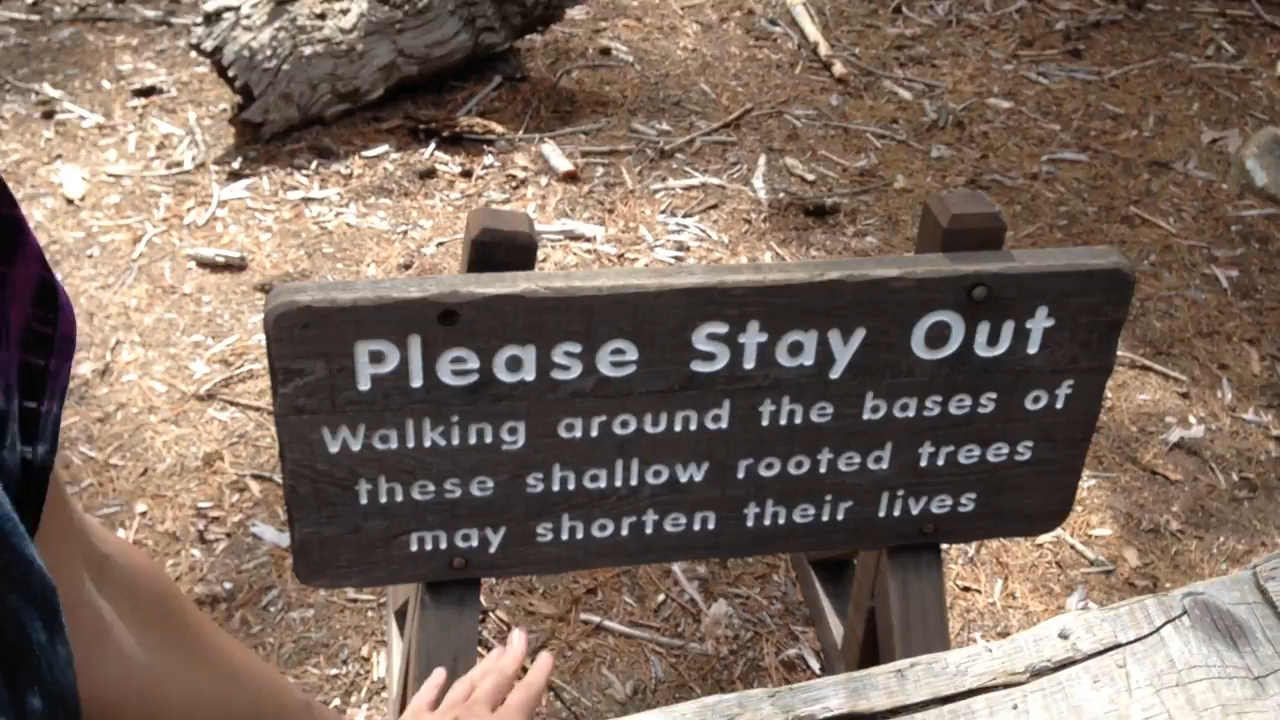 Please Stay Out
Walking around the bases of
these shallow rooted trees
may shorten their lives